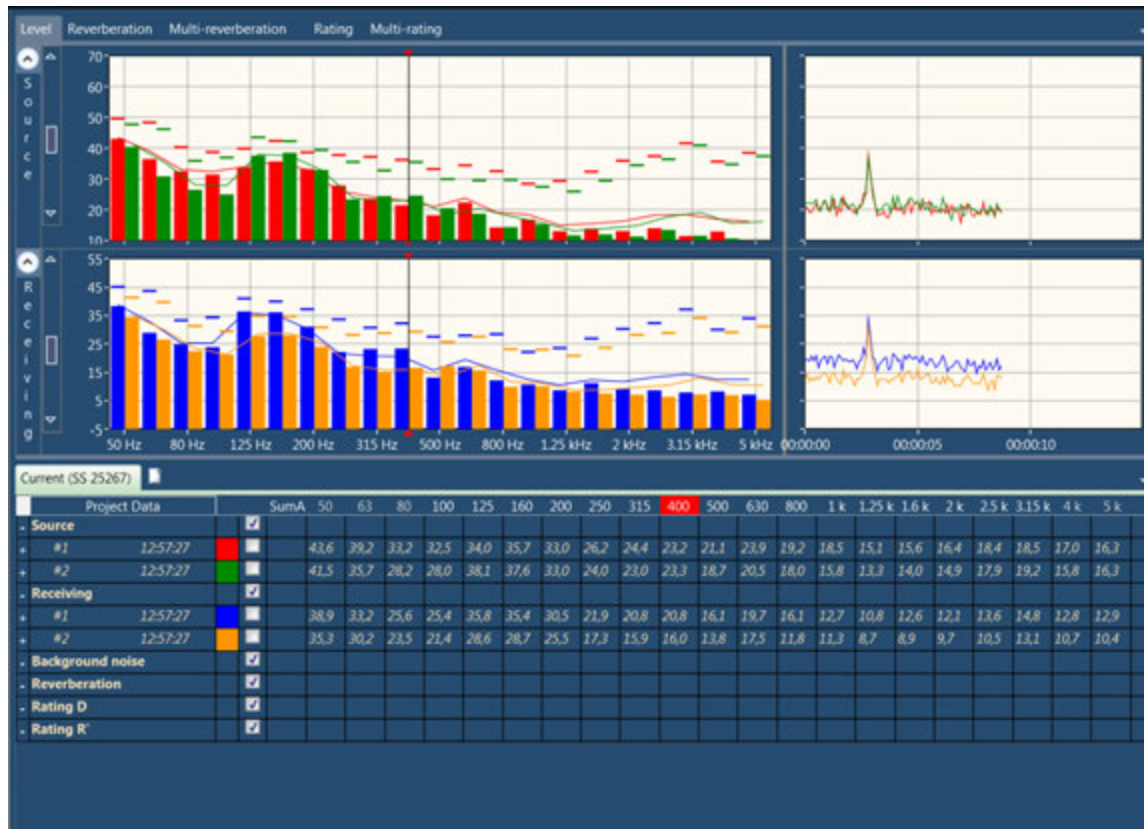 Level Reverberation Multi-reverberation Rating Multi-rating
Source
70
60
50
40
30
20
10
Receiving
55
45
35
25
15
5
-5
50 Hz 80 Hz 125 Hz 200 Hz 315 Hz 500 Hz 800 Hz 1.25 kHz 2 kHz 3.15 kHz 5 kHz 00:00:00 00:00:05 00:00:10
Current (SS 25267)
Project Data SumA 50 63 80 100 125 160 200 250 315 400 500 630 800 1 k 1.25 k 1.6 k 2 k 2.5 k 3.15 k 4 k 5 k
- Source
+ #1 12:57:27 43,6 39,2 33,2 32,5 34,0 35,7 33,0 26,2 24,4 23,2 21,1 23,9 19,2 18,5 15,1 15,6 16,4 18,4 18,5 17,0 16,3
+ #2 12:57:27 41,5 35,7 28,2 28,0 38,1 37,6 33,0 24,0 23,0 23,3 18,7 20,5 18,0 15,8 13,3 14,0 14,9 17,9 19,2 15,8 16,3
- Receiving
+ #1 12:57:27 38,9 33,2 25,6 25,4 35,8 35,4 30,5 21,9 20,8 20,8 16,1 19,7 16,1 12,7 10,8 12,6 12,1 13,6 14,8 12,8 12,9
+ #2 12:57:27 35,3 30,2 23,5 21,4 28,6 28,7 25,5 17,3 15,9 16,0 13,8 17,5 11,8 11,3 8,7 8,9 9,7 10,5 13,1 10,7 10,4
- Background noise
- Reverberation
- Rating D
- Rating R'